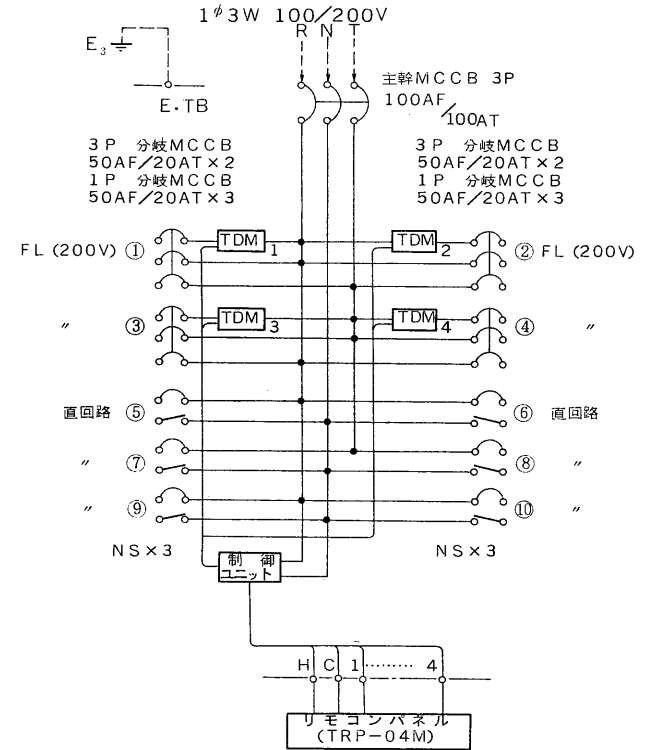 1φ3W 100/200V
R N T
E₃
E.TB
主幹MCCB 3P
100AF/100AT
3P 分岐MCCB
50AF/20AT×2
1P 分岐MCCB
50AF/20AT×3
3P 分岐MCCB
50AF/20AT×2
1P 分岐MCCB
50AF/20AT×3
FL (200V) ① TDM 1 TDM 2 ② FL (200V)
〃 ③ TDM 3 TDM 4 ④ 〃
直回路 ⑤ ⑥ 直回路
〃 ⑦ ⑧ 〃
〃 ⑨ ⑩ 〃
NS×3 NS×3
制御
ユニット
H C 1 ......... 4
リモコンパネル
(TRP-04M)